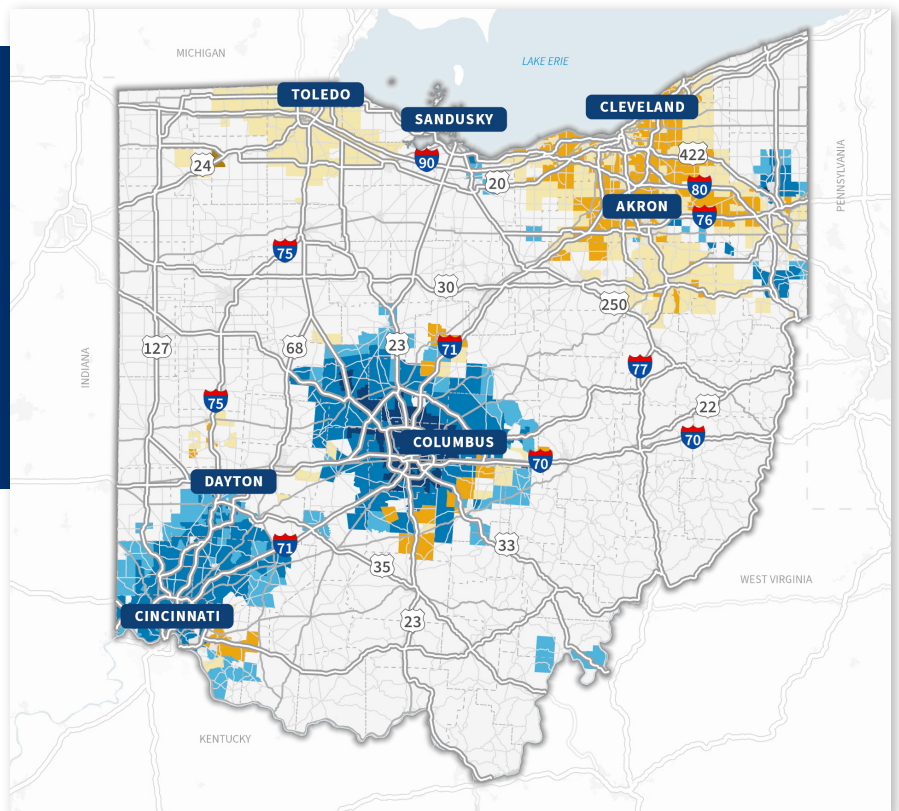 MICHIGAN
LAKE ERIE
TOLEDO
CLEVELAND
SANDUSKY
422
90
24
20
80
PENNSYLVANIA
AKRON
76
75
30
250
127
68
23
71
INDIANA
77
75
22
70
COLUMBUS
70
DAYTON
71
33
35
WEST VIRGINIA
CINCINNATI
23
KENTUCKY